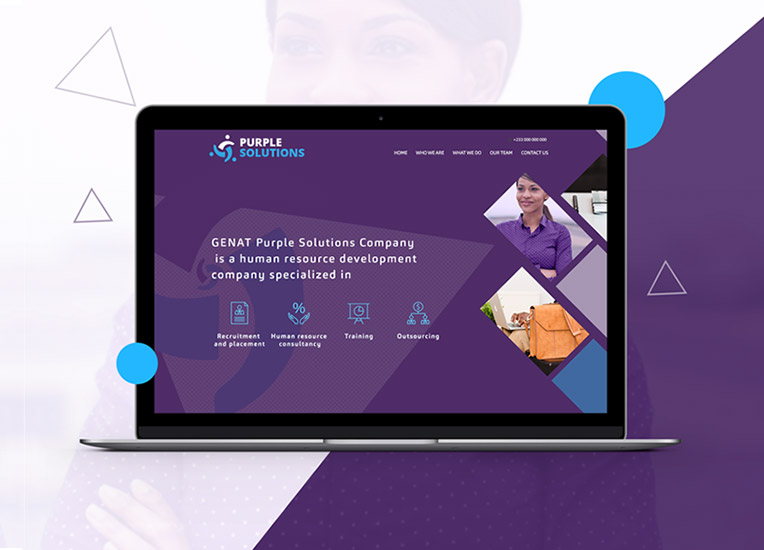 PURPLE
SOLUTIONS
+233 000 000 000
HOME WHO WE ARE WHAT WE DO OUR TEAM CONTACT US
GENAT Purple Solutions Company
is a human resource development
company specialized in
%
$
Recruitment
and placement
Human resource
consultancy
Training
Outsourcing